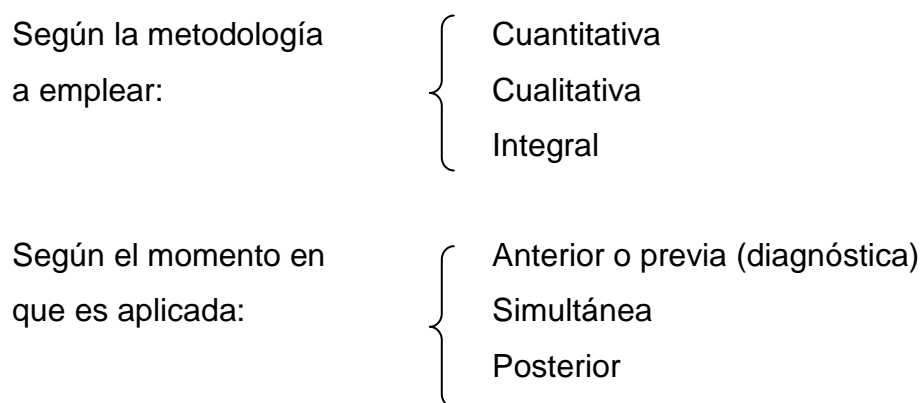 Según la metodología
a emplear:
Cuantitativa
Cualitativa
Integral
Según el momento en
que es aplicada:
Anterior o previa (diagnóstica)
Simultánea
Posterior